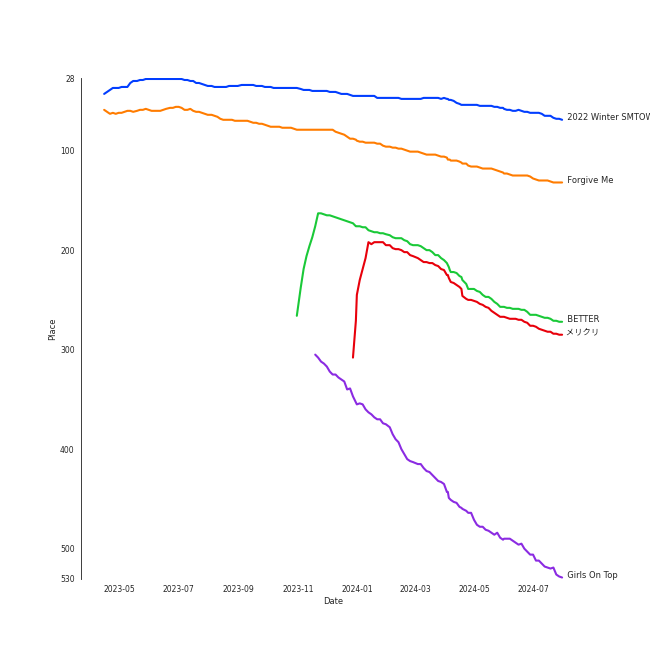 28
100
200
300
400
500
530
Place
2023-05
2023-07
2023-09
2023-11
2024-01
2024-03
2024-05
2024-07
Date
2022 Winter SMTOW
Forgive Me
BETTER
メリクリ
Girls On Top